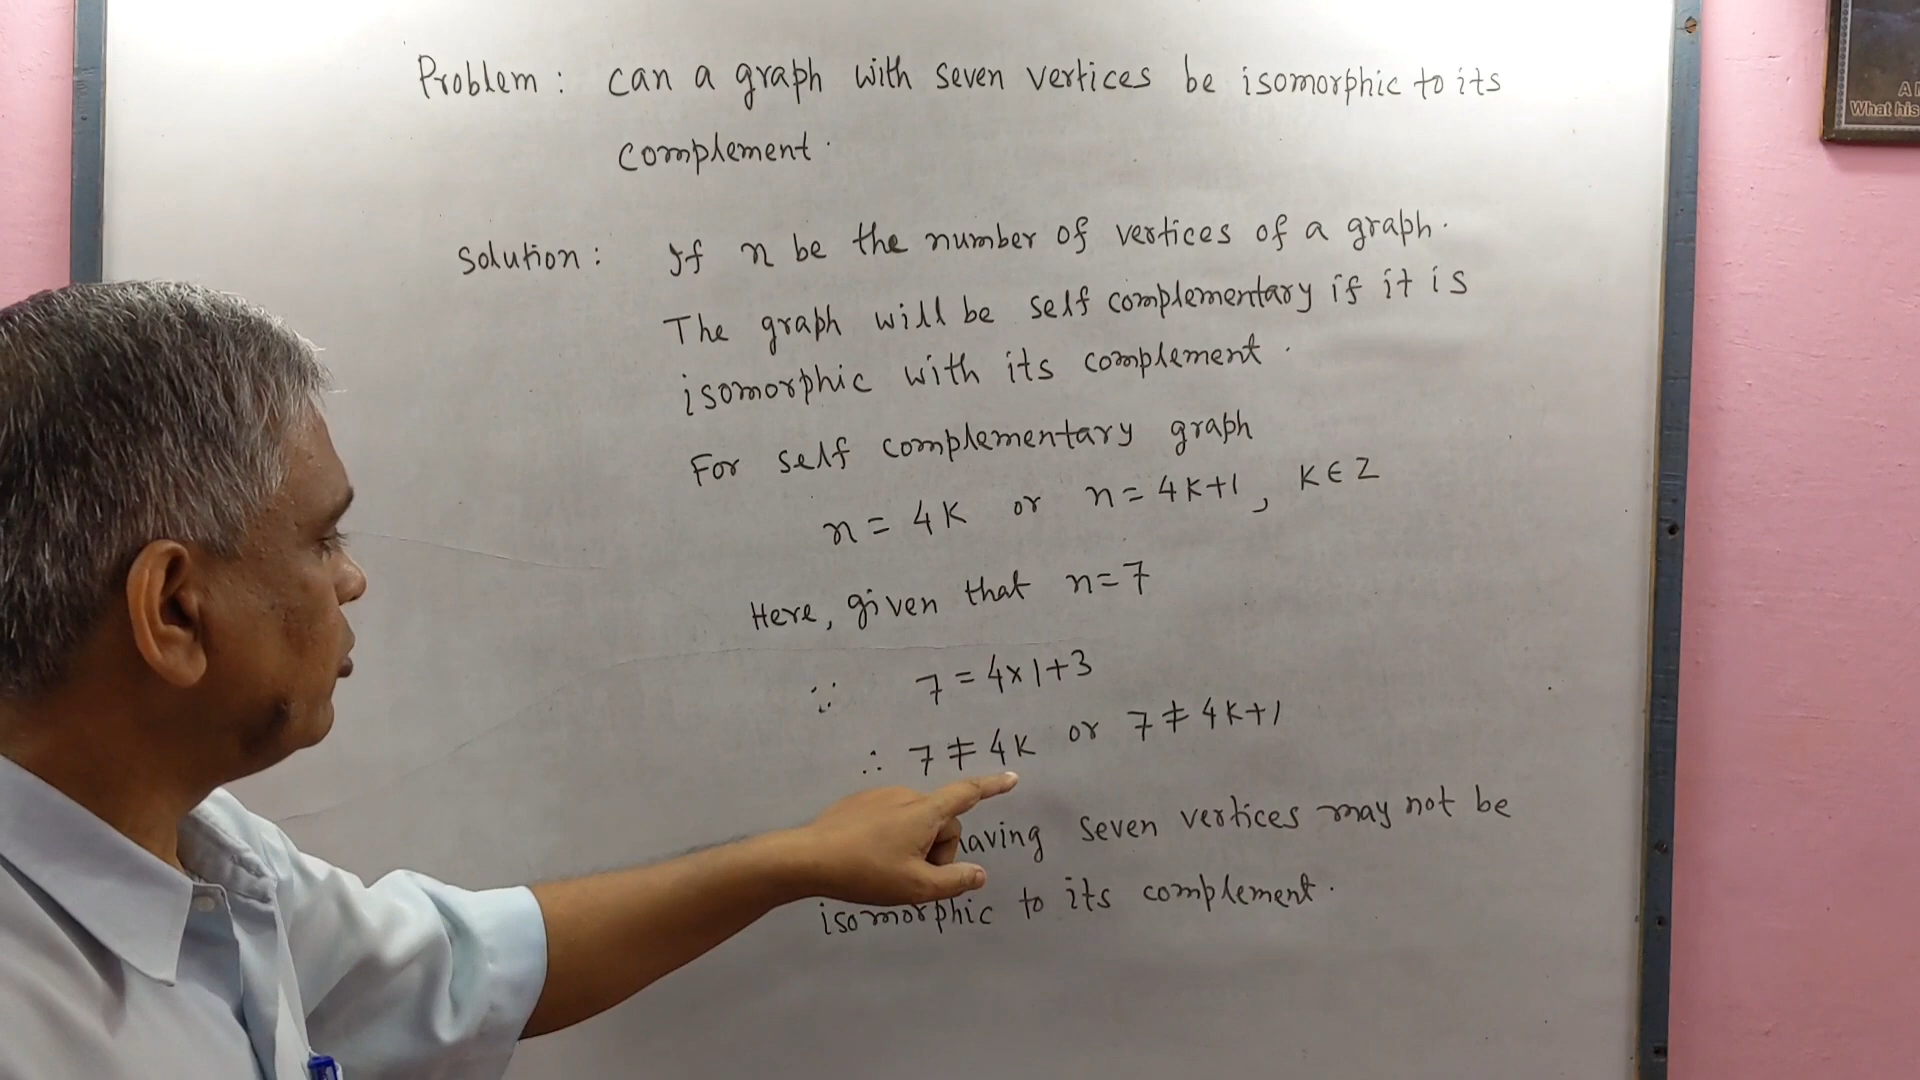 Problem : can a graph with seven vertices be isomorphic to its
complement .
Solution : If n be the number of vertices of a graph .
The graph will be self complementary if it is
isomorphic with its complement .
For self complementary graph
n = 4K or n = 4K+1 , K ∈ Z
Here, given that n=7
∵ 7 = 4×1+3
∴ 7 ≠ 4K or 7 ≠ 4K+1
having seven vertices may not be
isomorphic to its complement .
What his